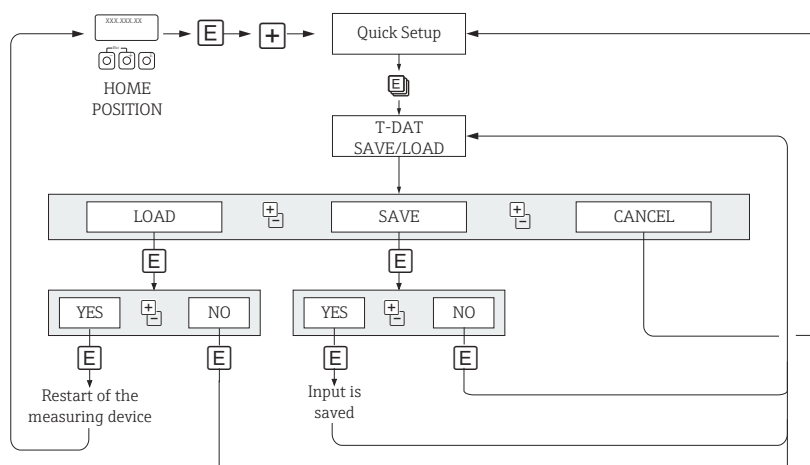 XXX.XXX.XX
Esc
E
+
-
+
E
HOME
POSITION
Quick Setup
E
T-DAT
SAVE/LOAD
LOAD
+
-
SAVE
+
-
CANCEL
E
E
YES
+
-
NO
YES
+
-
NO
E
E
E
E
Restart of the
measuring device
Input is
saved